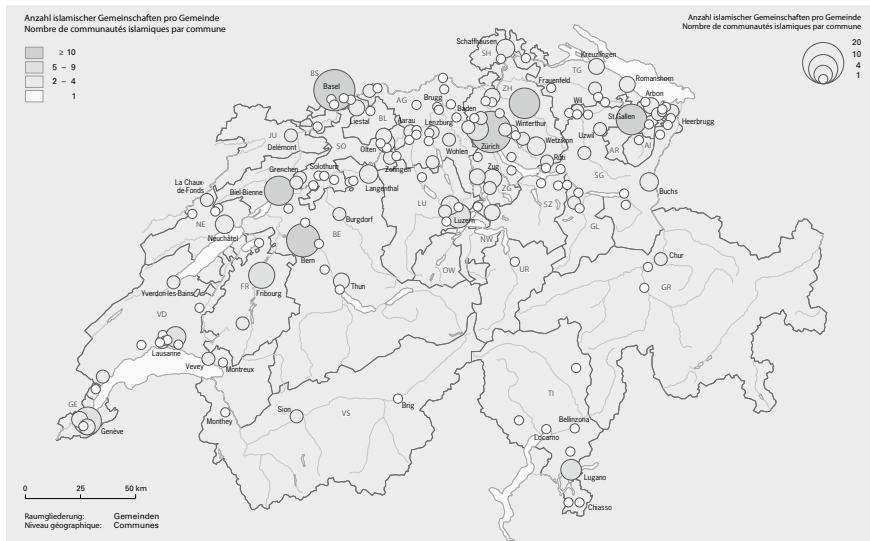 Anzahl islamischer Gemeinschaften pro Gemeinde
Nombre de communautés islamiques par commune
≥ 10
5 – 9
2 – 4
1
Anzahl islamischer Gemeinschaften pro Gemeinde
Nombre de communautés islamiques par commune
20
10
4
1
Schaffhausen
SH
Kreuzlingen
TG
BS
Basel
ZH
Frauenfeld
Romanshorn
AG
Brugg
Baden
Wil
Arbon
Liestal
BL
Aarau
Lenzburg
Winterthur
St.Gallen
Heerbrugg
JU
Delémont
SO
Olten
Wohlen
Zürich
Wetzikon
Uzwil
AR
AI
Grenchen
Solothurn
Zofingen
Zug
Rüti
SG
La Chaux-
de-Fonds
Biel-Bienne
Langenthal
ZG
Buchs
LU
SZ
NE
Neuchâtel
Burgdorf
BE
Luzern
GL
NW
Bern
OW
UR
Chur
Yverdon-les-Bains
FR
Fribourg
Thun
GR
VD
Lausanne
Vevey
Montreux
TI
GE
Genève
Monthey
Sion
VS
Brig
Bellinzona
Locarno
Lugano
Chiasso
0 25 50 km
Raumgliederung: Gemeinden
Niveau géographique: Communes